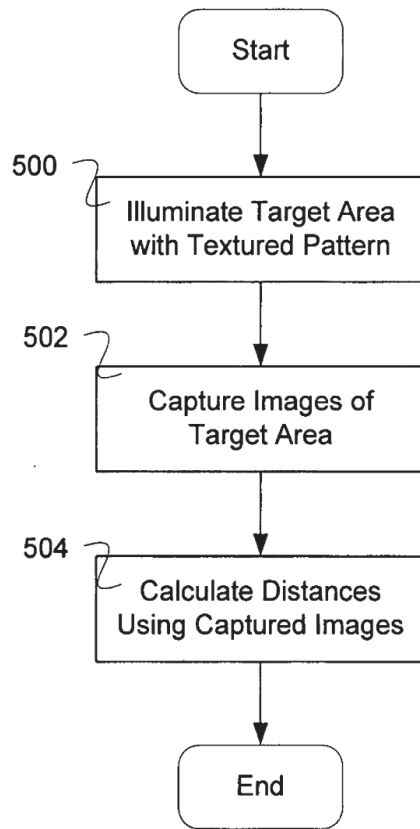 Start
500
Illuminate Target Area
with Textured Pattern
502
Capture Images of
Target Area
504
Calculate Distances
Using Captured Images
End